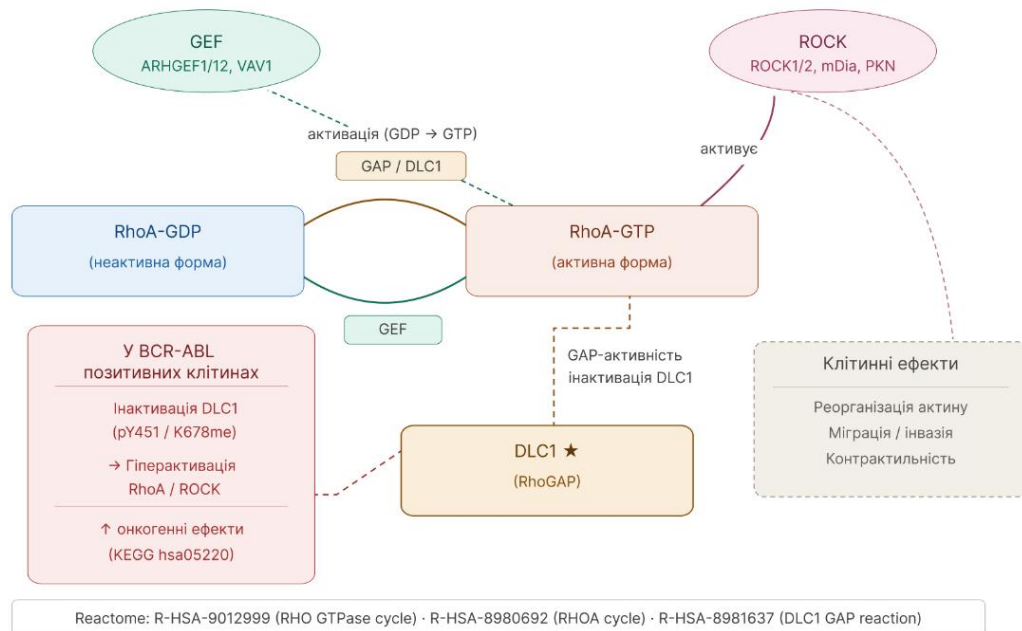 GEF
ARHGEF1/12, VAV1
ROCK
ROCK1/2, mDia, PKN
активація (GDP → GTP)
GAP / DLC1
активує
RhoA-GDP
(неактивна форма)
RhoA-GTP
(активна форма)
GEF
У BCR-ABL
позитивних клітинах
Інактивація DLC1
(pY451 / K678me)
→ Гіперактивація
RhoA / ROCK
↑ онкогенні ефекти
(KEGG hsa05220)
GAP-активність
інактивація DLC1
DLC1 ★
(RhoGAP)
Клітинні ефекти
Реорганізація актину
Міграція / інвазія
Контрактильність
Reactome: R-HSA-9012999 (RHO GTPase cycle) · R-HSA-8980692 (RHOA cycle) · R-HSA-8981637 (DLC1 GAP reaction)